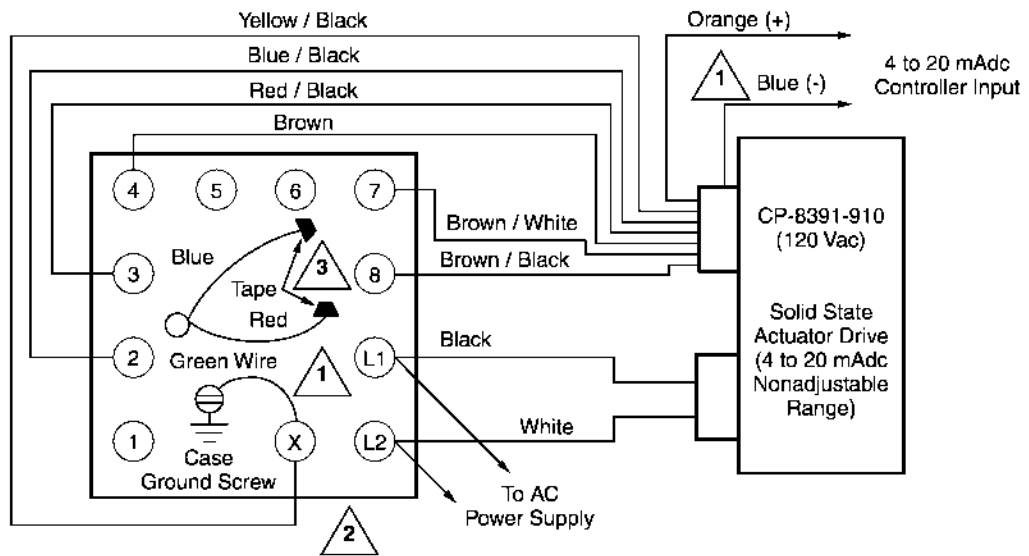 Yellow / Black
Orange (+)
Blue / Black
1
Blue (-)
4 to 20 mAdc
Controller Input
Red / Black
Brown
4
5
6
7
Brown / White
CP-8391-910
(120 Vac)
Blue
3
3
8
Brown / Black
Tape
Red
Solid State
Actuator Drive
(4 to 20 mAdc
Nonadjustable
Range)
2
Green Wire
1
L1
Black
1
Case
Ground Screw
X
L2
White
To AC
Power Supply
2